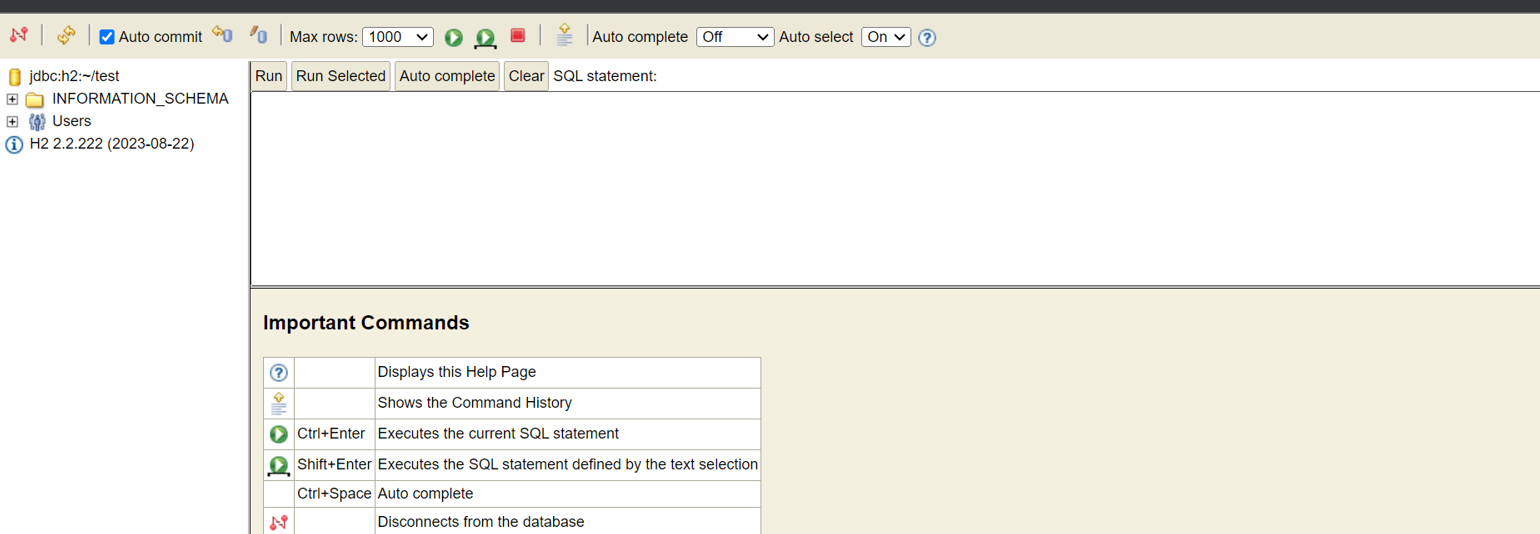 Auto commit Max rows: 1000 Auto complete Off Auto select On
jdbc:h2:~/test
INFORMATION_SCHEMA
Users
H2 2.2.222 (2023-08-22)
Run Run Selected Auto complete Clear SQL statement:
Important Commands
Displays this Help Page
Shows the Command History
Ctrl+Enter Executes the current SQL statement
Shift+Enter Executes the SQL statement defined by the text selection
Ctrl+Space Auto complete
Disconnects from the database